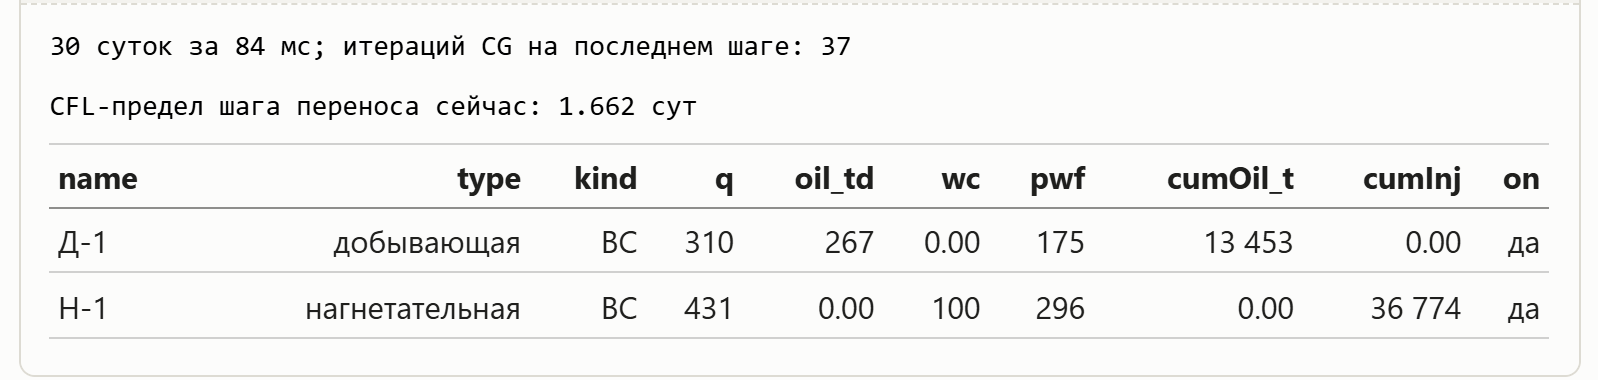 30 суток за 84 мс; итераций CG на последнем шаге: 37
CFL-предел шага переноса сейчас: 1.662 сут
name type kind q oil_td wc pwf cumOil_t cumInj on
Д-1 добывающая ВС 310 267 0.00 175 13 453 0.00 да
Н-1 нагнетательная ВС 431 0.00 100 296 0.00 36 774 да